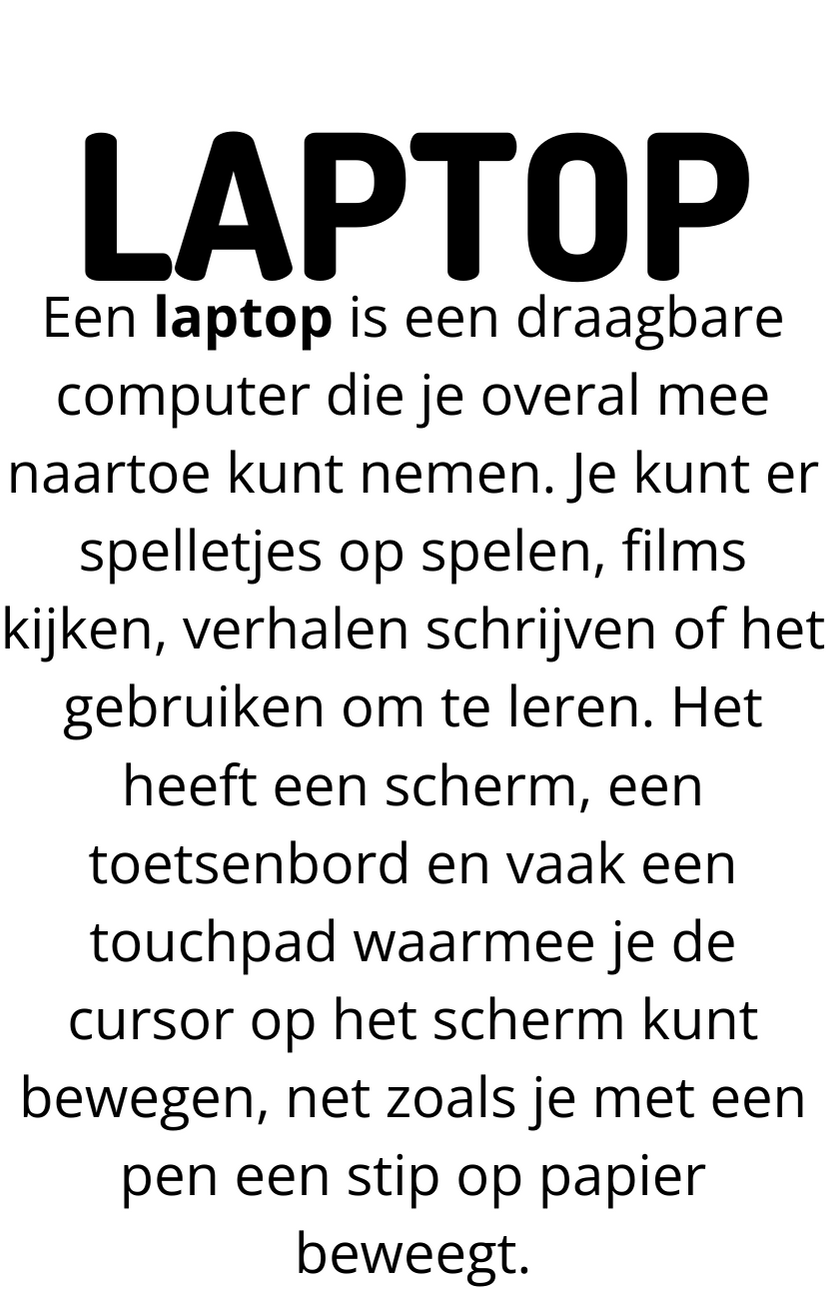 LAPTOP
Een laptop is een draagbare
computer die je overal mee
naartoe kunt nemen. Je kunt er
spelletjes op spelen, films
kijken, verhalen schrijven of het
gebruiken om te leren. Het
heeft een scherm, een
toetsenbord en vaak een
touchpad waarmee je de
cursor op het scherm kunt
bewegen, net zoals je met een
pen een stip op papier
beweegt.